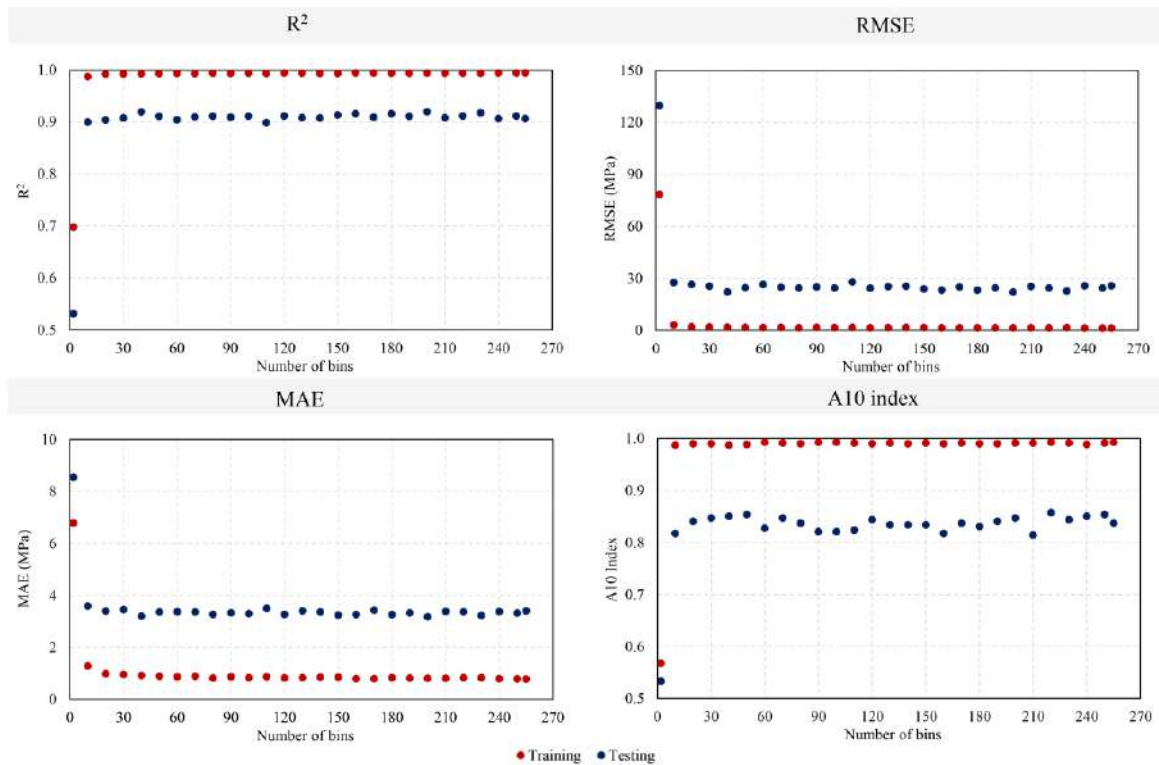 R²
RMSE
1.0
0.9
0.8
0.7
0.6
0.5
R²
0 30 60 90 120 150 180 210 240 270
Number of bins
150
120
90
60
30
0
RMSE (MPa)
0 30 60 90 120 150 180 210 240 270
Number of bins
MAE
A10 index
10
8
6
4
2
0
MAE (MPa)
0 30 60 90 120 150 180 210 240 270
Number of bins
1.0
0.9
0.8
0.7
0.6
0.5
A10 Index
0 30 60 90 120 150 180 210 240 270
Number of bins
Training Testing